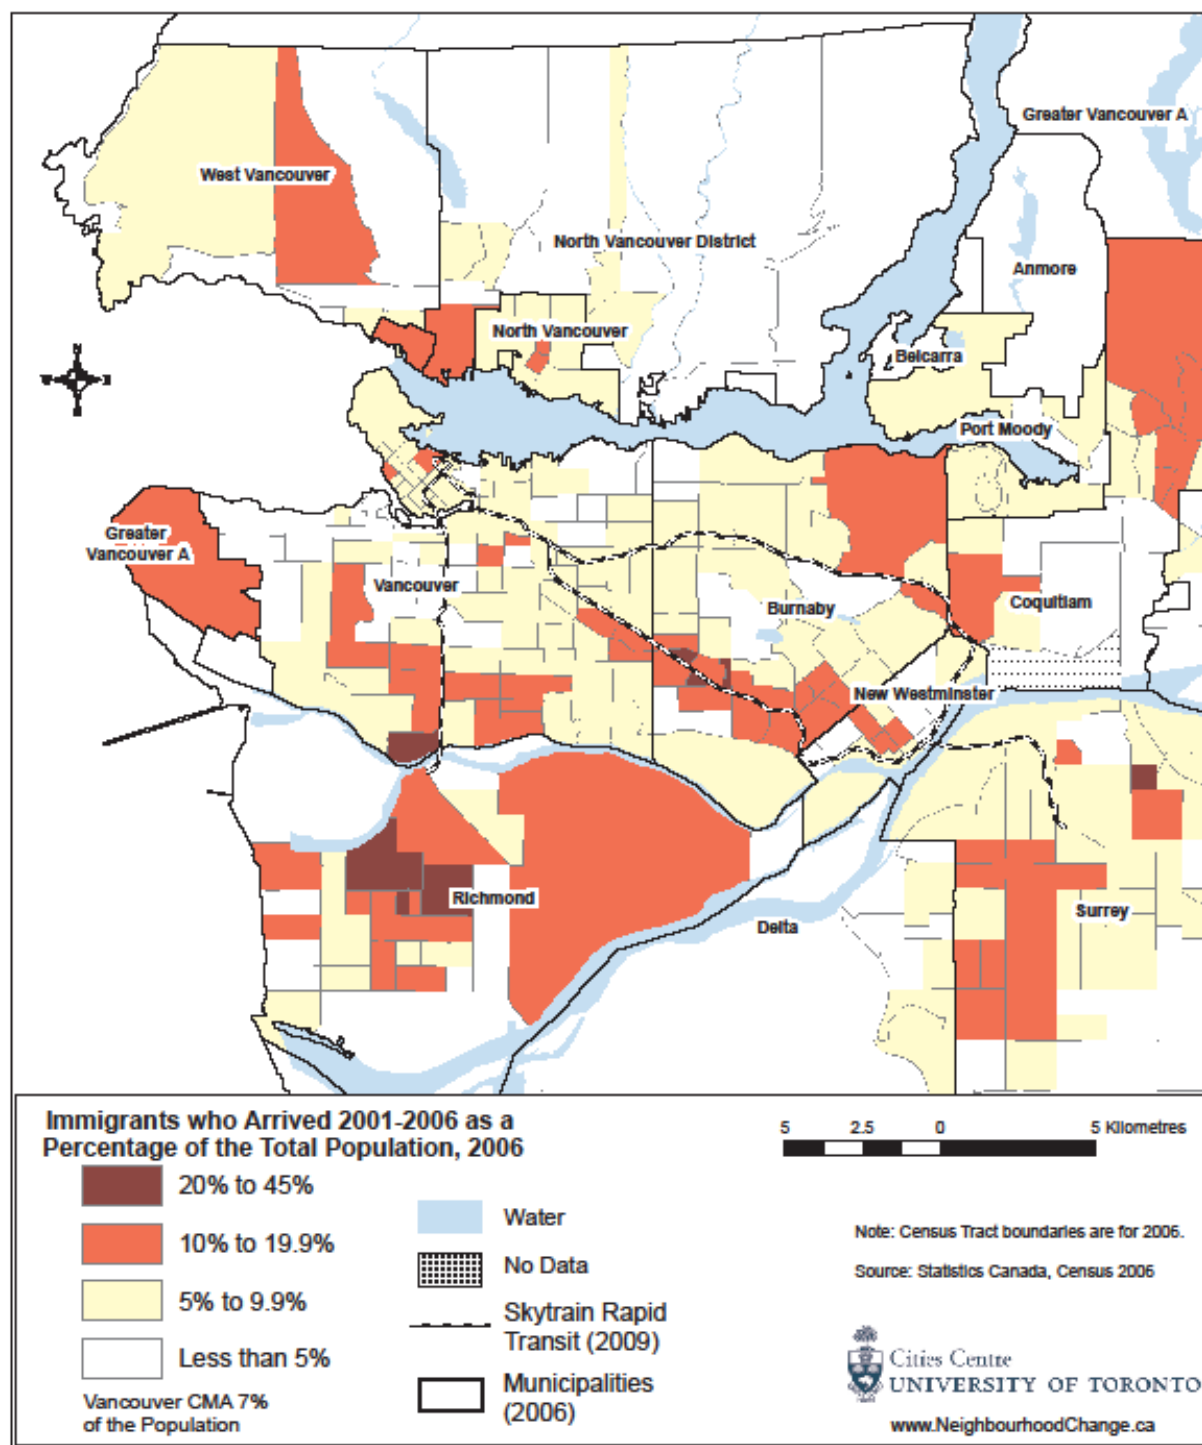 Greater Vancouver A
West Vancouver
North Vancouver District
Anmore
North Vancouver
Belcarra
Port Moody
Greater
Vancouver A
Vancouver
Burnaby
Coquitlam
New Westminster
Richmond
Surrey
Delta
Immigrants who Arrived 2001-2006 as a
Percentage of the Total Population, 2006
20% to 45%
10% to 19.9%
5% to 9.9%
Less than 5%
Vancouver CMA 7%
of the Population
Water
No Data
Skytrain Rapid
Transit (2009)
Municipalities
(2006)
5 2.5 0 5 Kilometres
Note: Census Tract boundaries are for 2006.
Source: Statistics Canada, Census 2006
Cities Centre
UNIVERSITY OF TORONTO
www.NeighbourhoodChange.ca